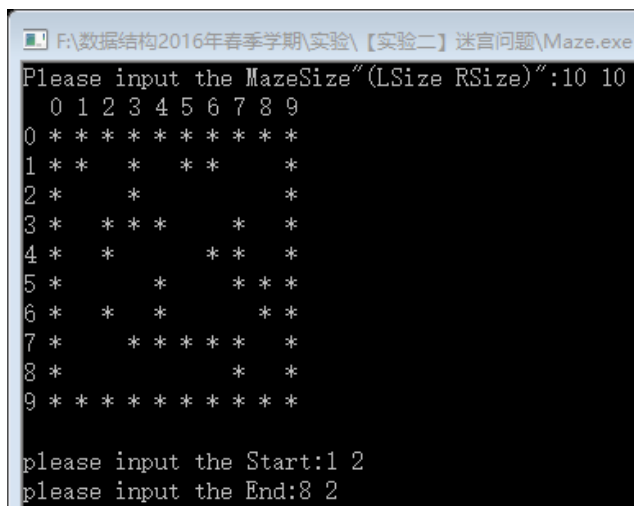 F:\数据结构2016年春季学期\实验\【实验二】迷宫问题\Maze.exe
Please input the MazeSize"(LSize RSize)":10 10
  0 1 2 3 4 5 6 7 8 9
0 * * * * * * * * * *
1 * *   *   * *     *
2 *     *           *
3 *   * * *     *   *
4 *   *       * *   *
5 *       *     * * *
6 *   *   *       * *
7 *     * * * * *   *
8 *             *   *
9 * * * * * * * * * *
please input the Start:1 2
please input the End:8 2